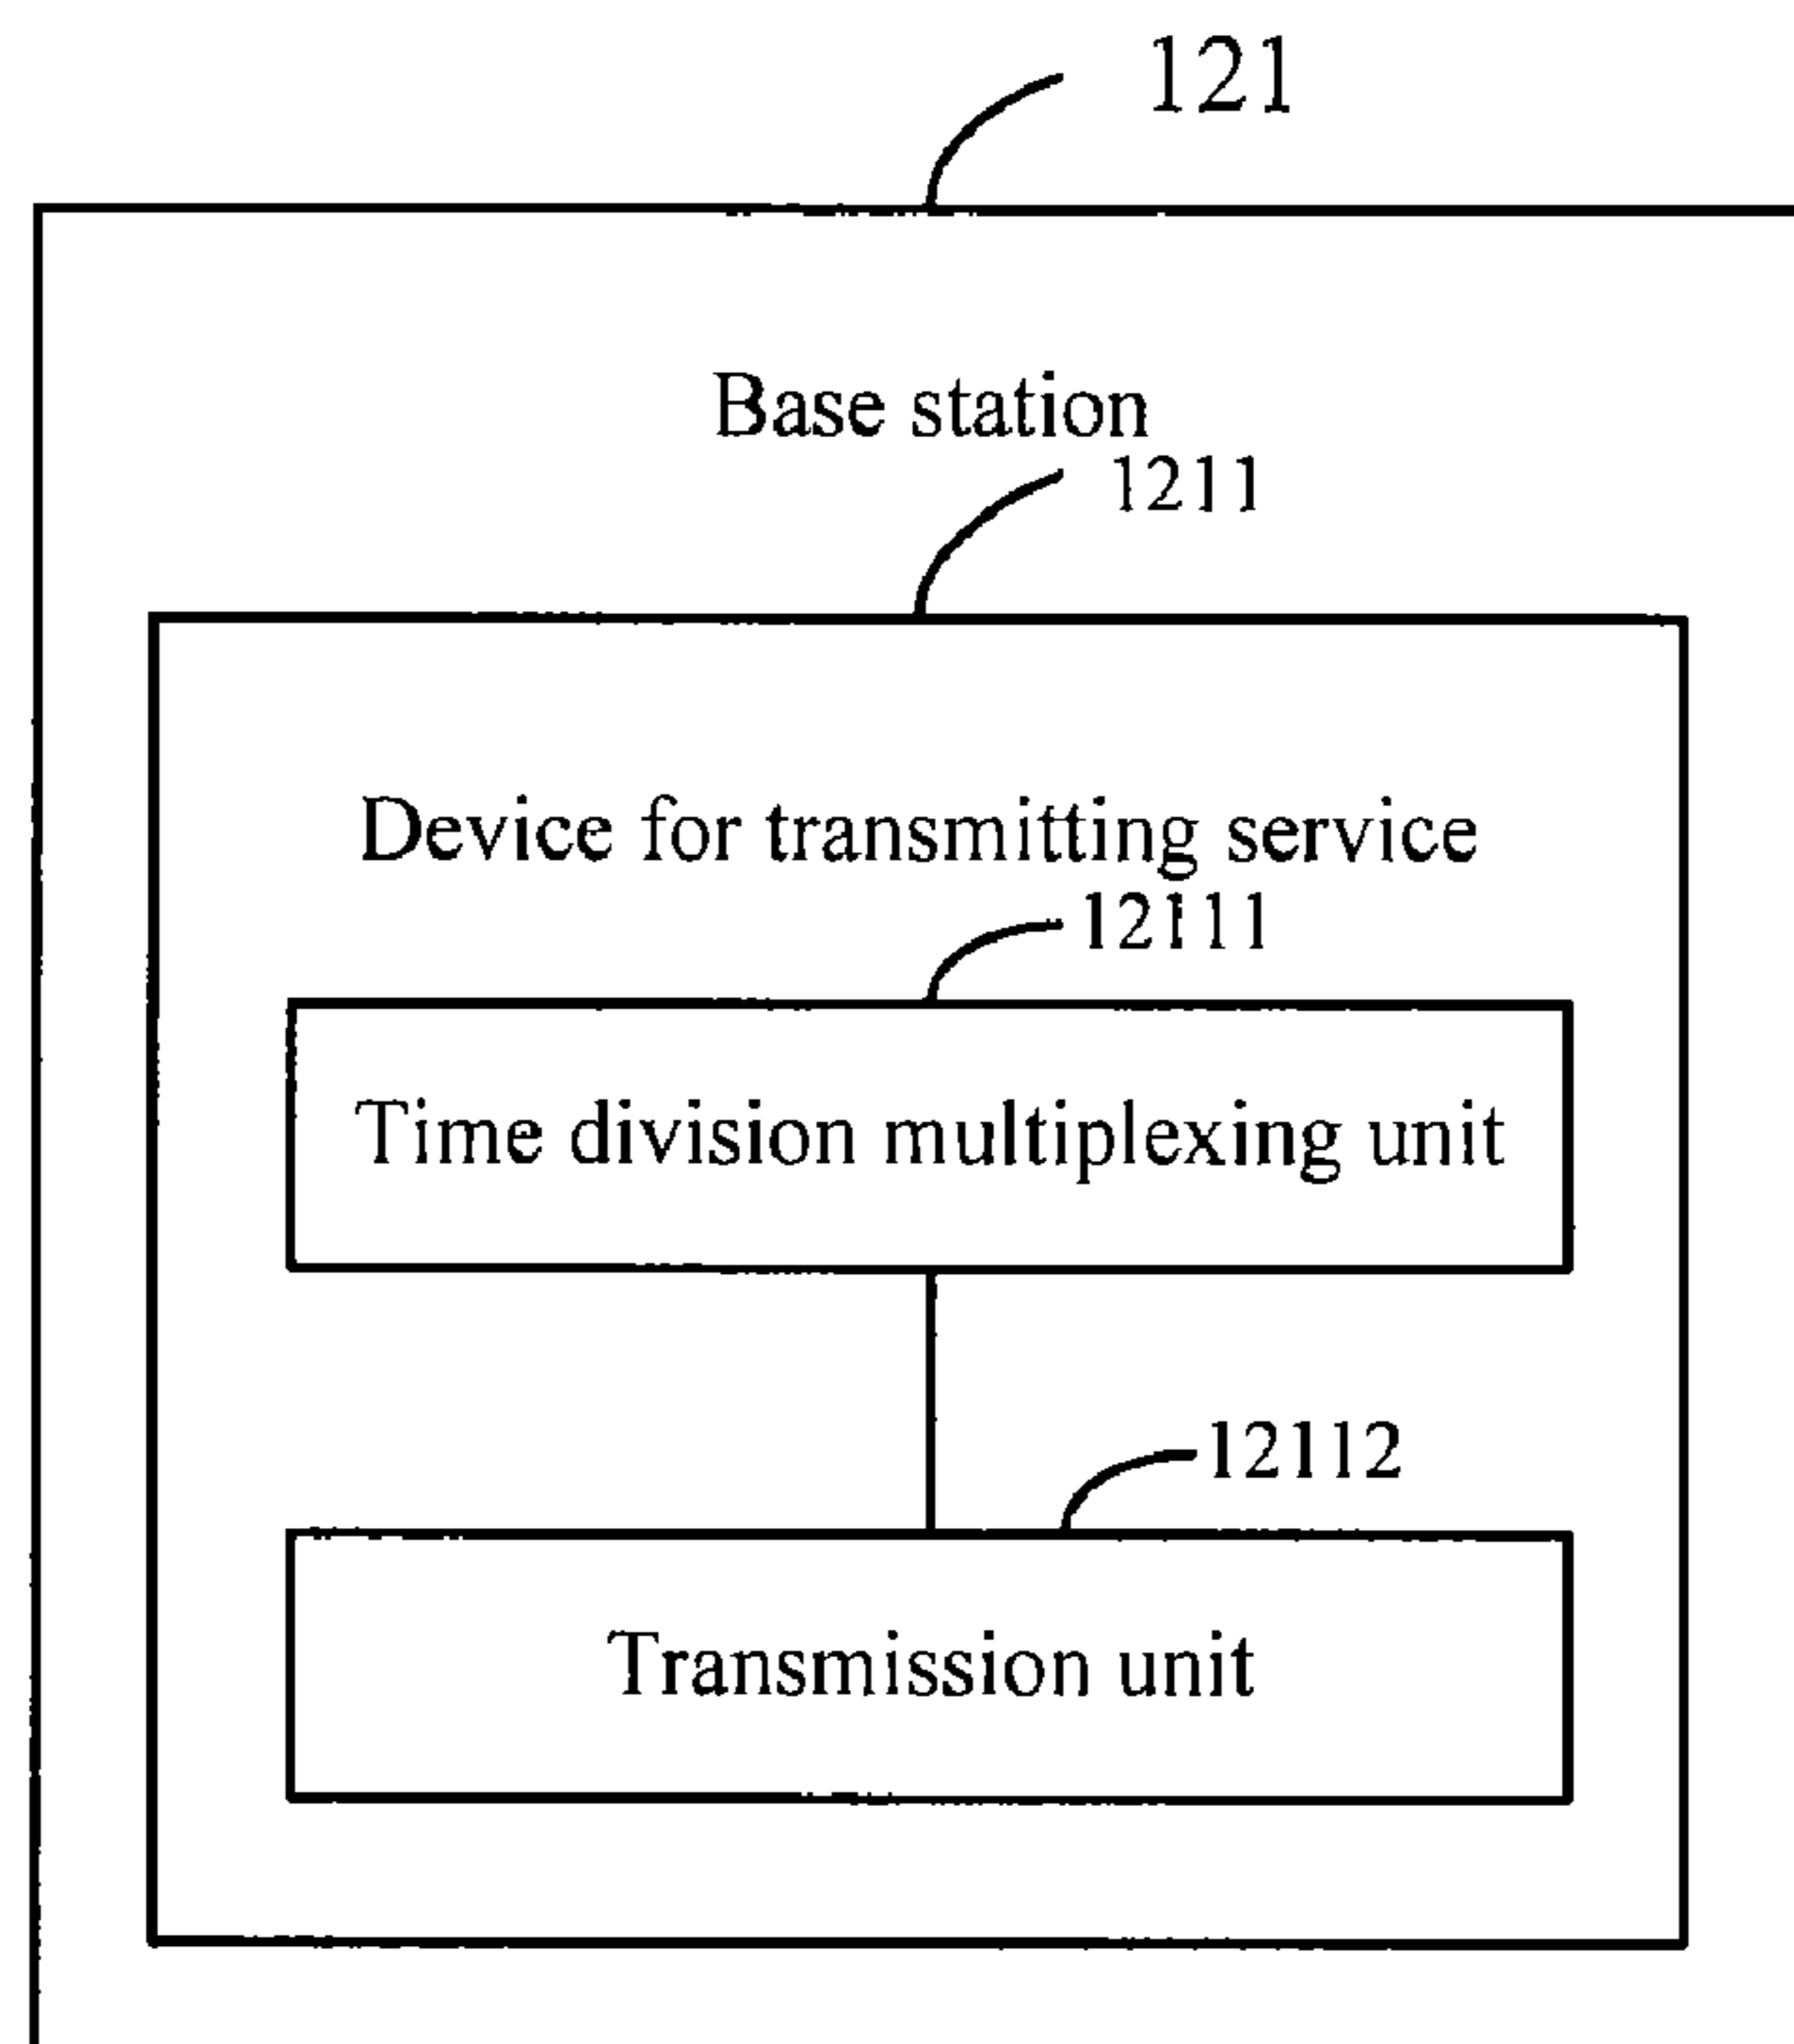 121
Base station
1211
Device for transmitting service
12111
Time division multiplexing unit
12112
Transmission unit